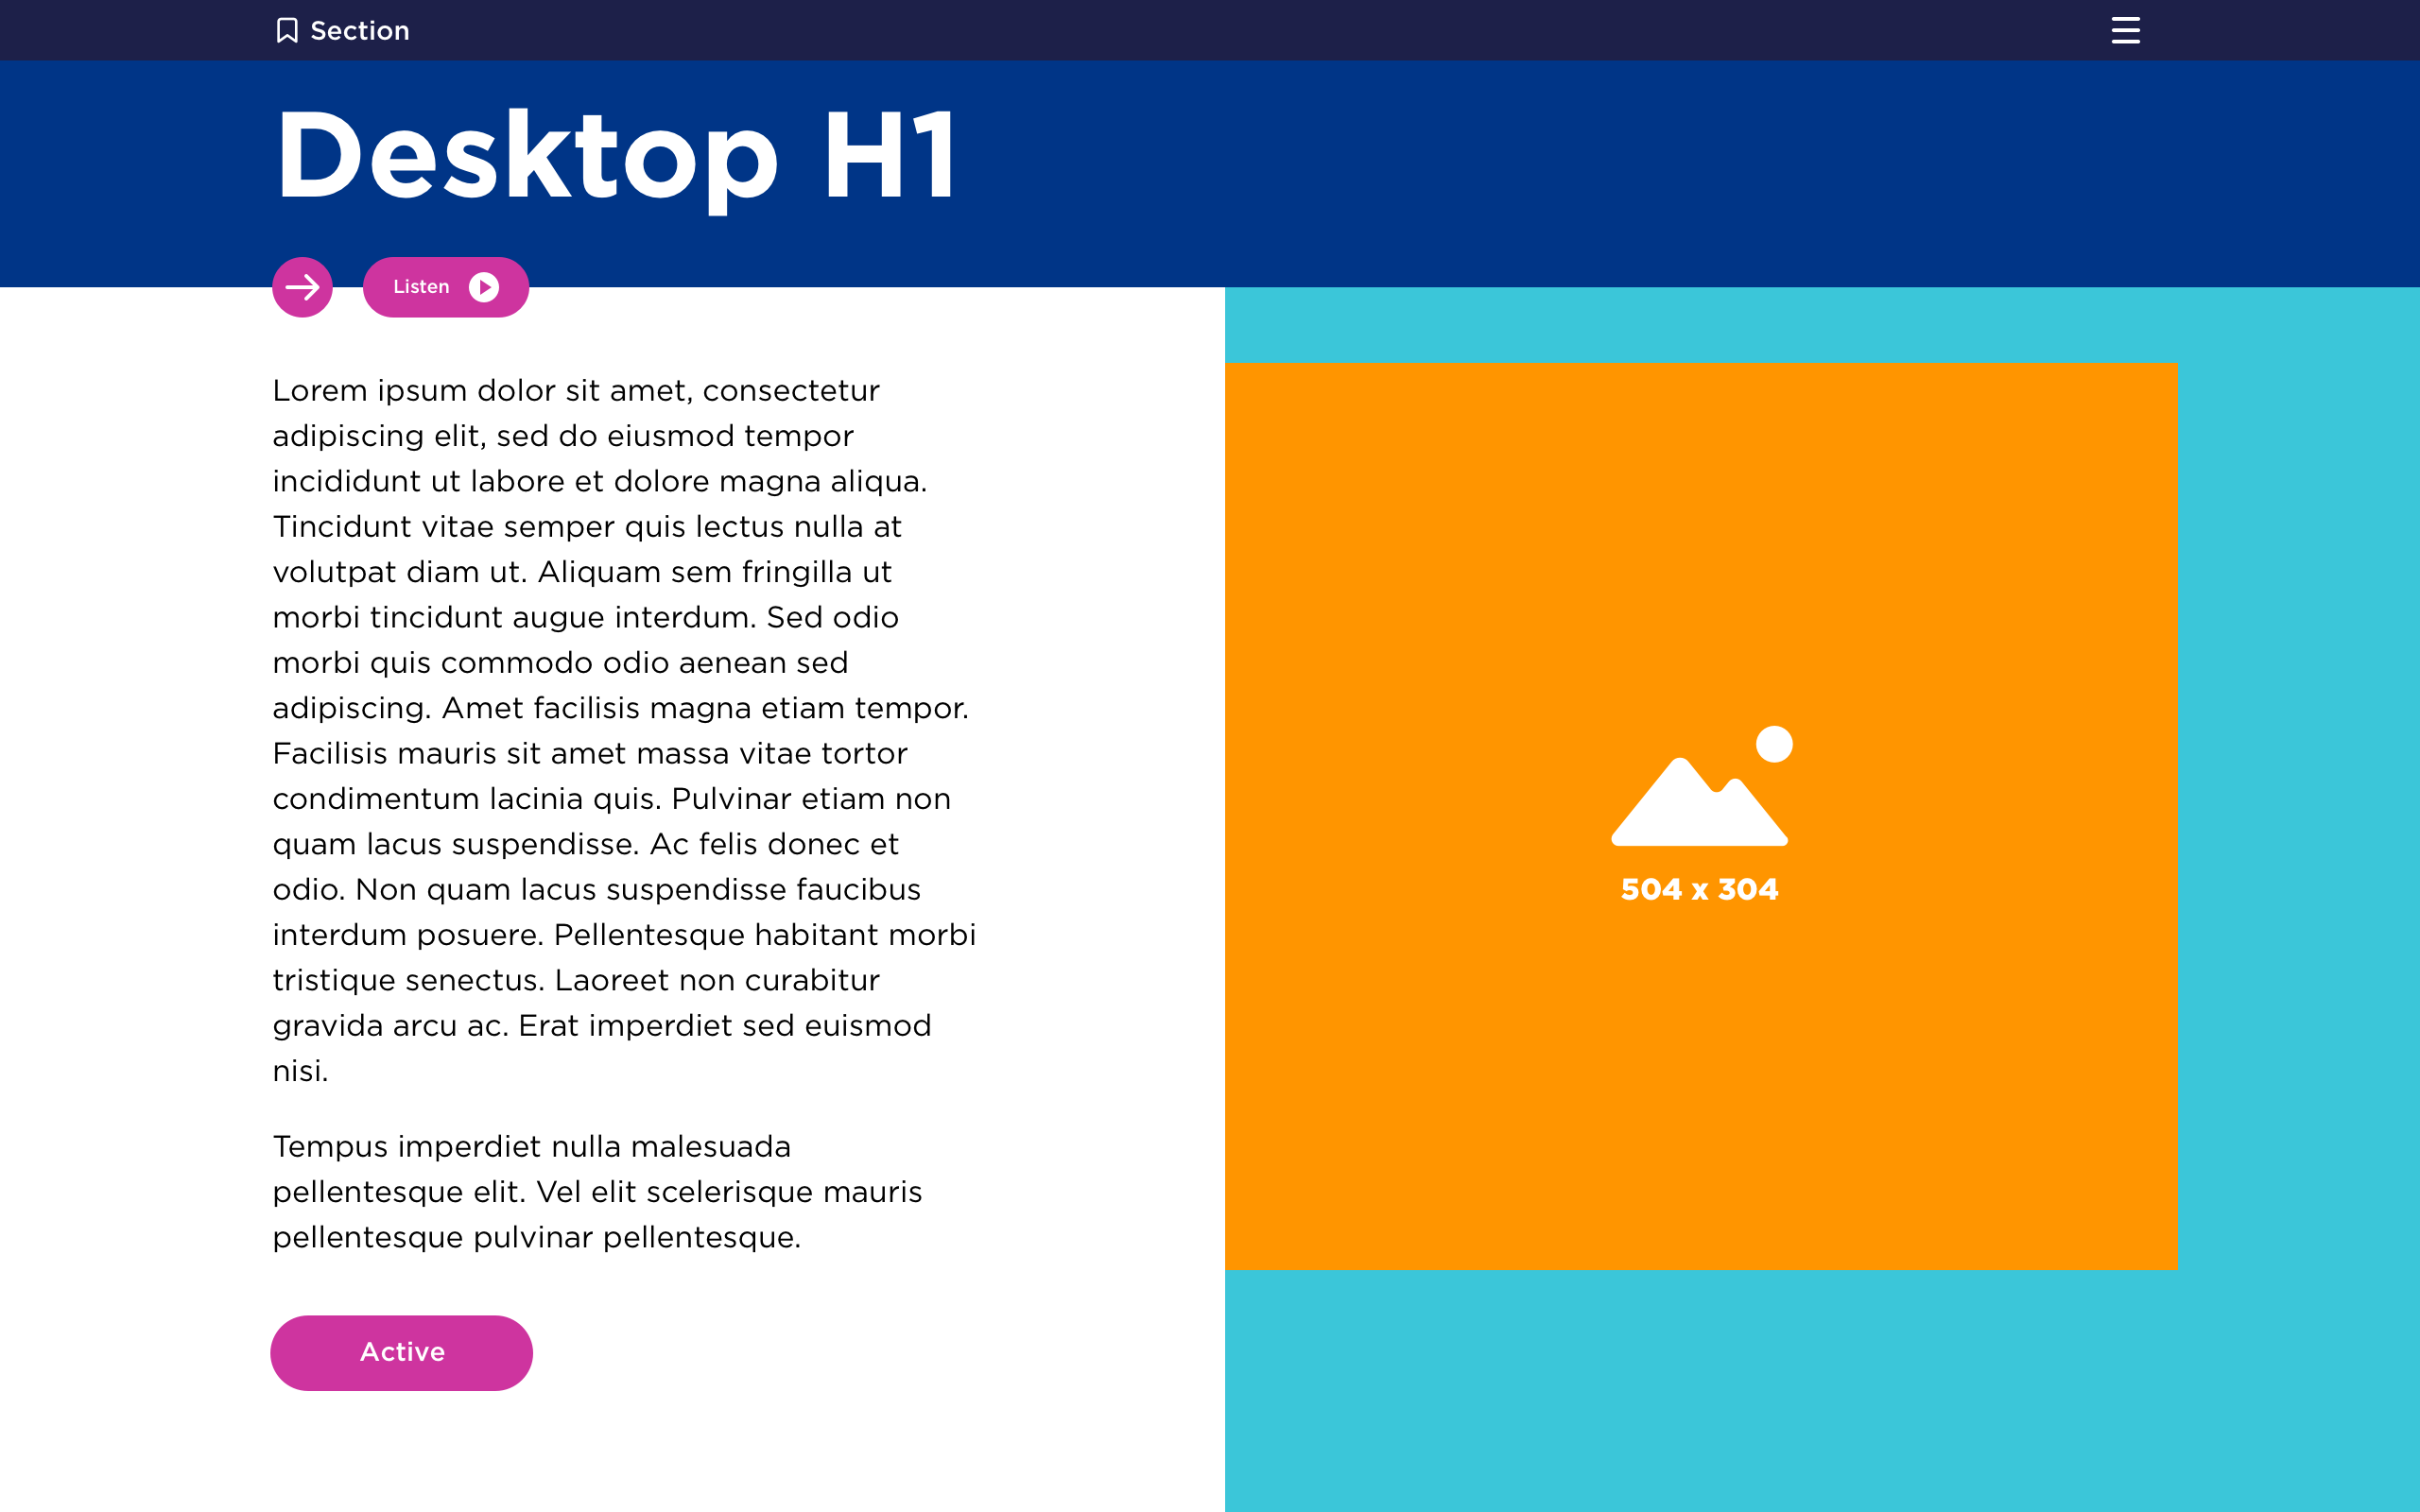 Section
Desktop H1
Listen
Lorem ipsum dolor sit amet, consectetur
adipiscing elit, sed do eiusmod tempor
incididunt ut labore et dolore magna aliqua.
Tincidunt vitae semper quis lectus nulla at
volutpat diam ut. Aliquam sem fringilla ut
morbi tincidunt augue interdum. Sed odio
morbi quis commodo odio aenean sed
adipiscing. Amet facilisis magna etiam tempor.
Facilisis mauris sit amet massa vitae tortor
condimentum lacinia quis. Pulvinar etiam non
quam lacus suspendisse. Ac felis donec et
odio. Non quam lacus suspendisse faucibus
interdum posuere. Pellentesque habitant morbi
tristique senectus. Laoreet non curabitur
gravida arcu ac. Erat imperdiet sed euismod
nisi.
Tempus imperdiet nulla malesuada
pellentesque elit. Vel elit scelerisque mauris
pellentesque pulvinar pellentesque.
Active
504 x 304